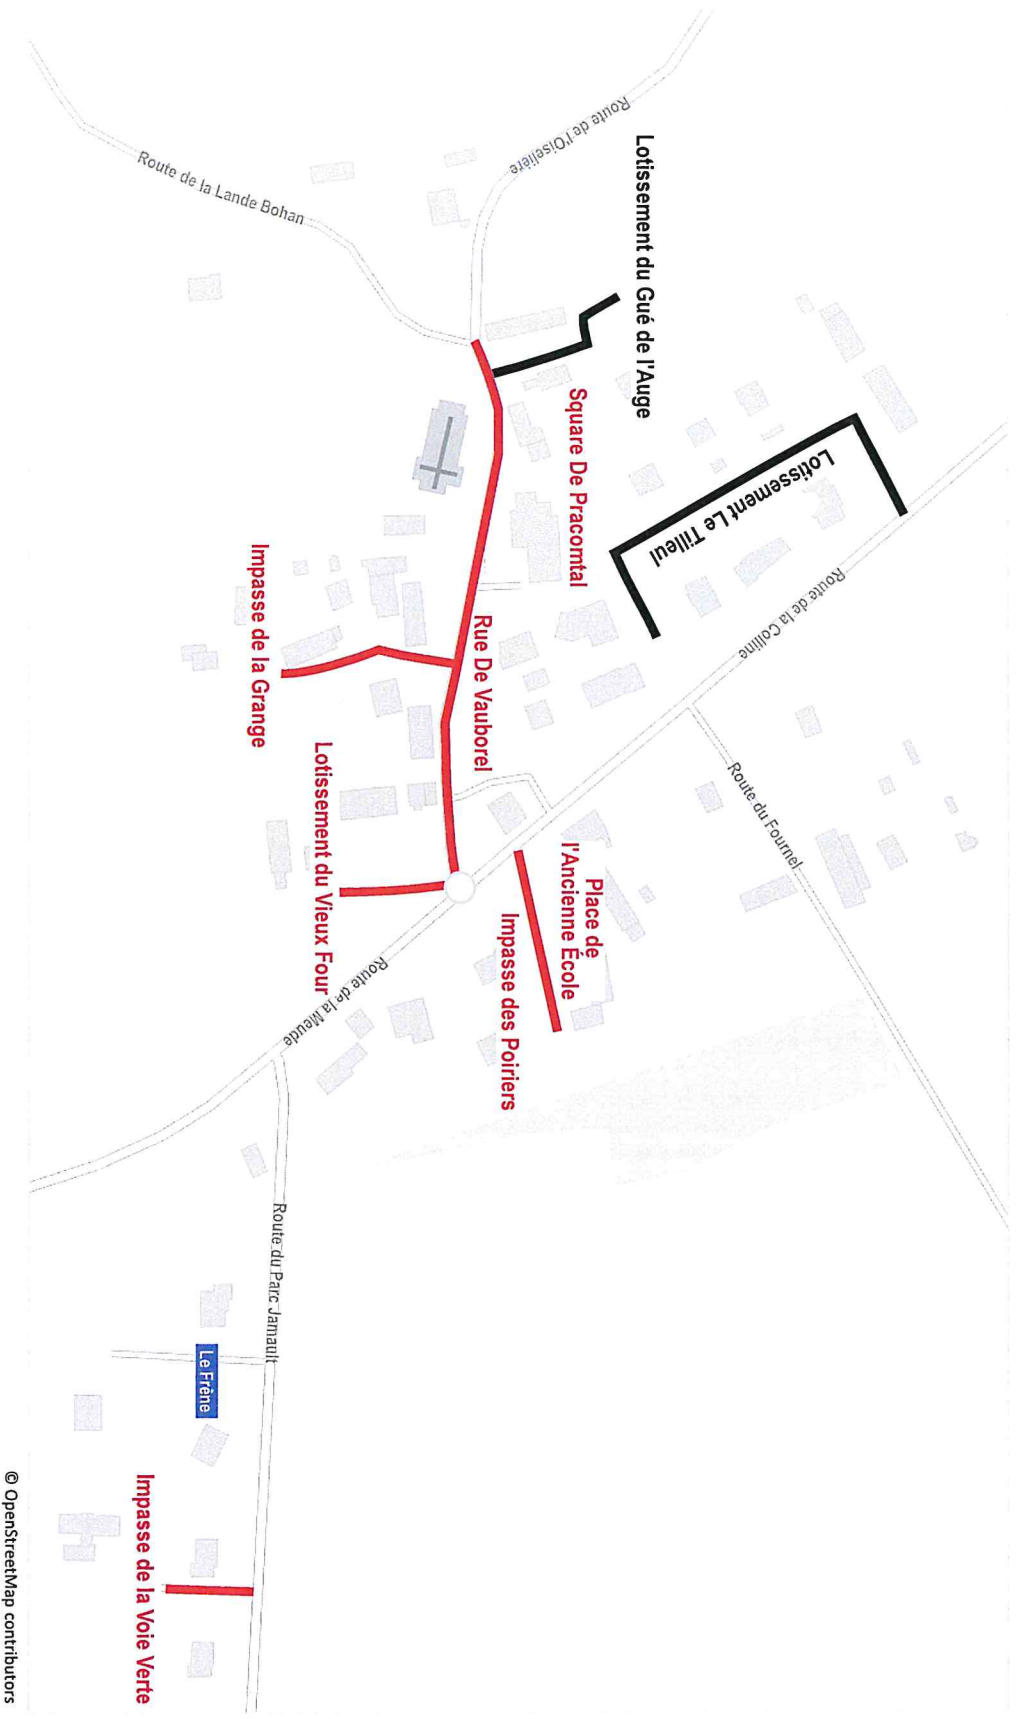 Route de l'Oiselière
Lotissement du Gué de l'Auge
Route de la Lande Bohan
Square De Pracomtal
Lotissement Le Tilleul
Route de la Colline
Impasse de la Grange
Rue De Vauborel
Route du Fournel
Lotissement du Vieux Four
Place de
l'Ancienne École
Impasse des Poiriers
Route de la Meude
Route du Parc Jamault
Le Frêne
Impasse de la Voie Verte
© OpenStreetMap contributors